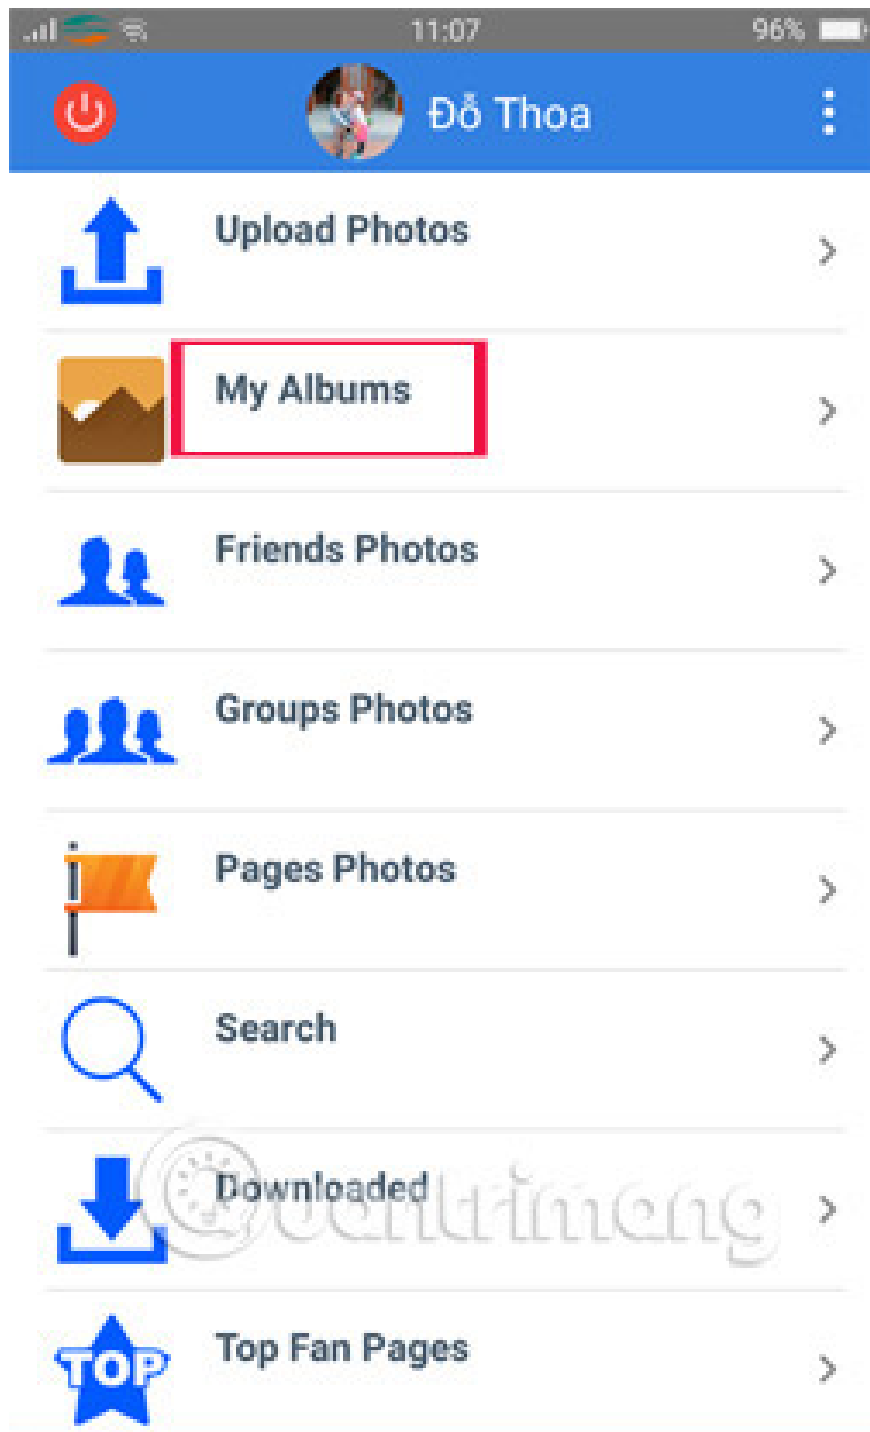 11:07 96%
Đỗ Thoa
Upload Photos
My Albums
Friends Photos
Groups Photos
Pages Photos
Search
Downloaded
Quantrimang
TOP
Top Fan Pages